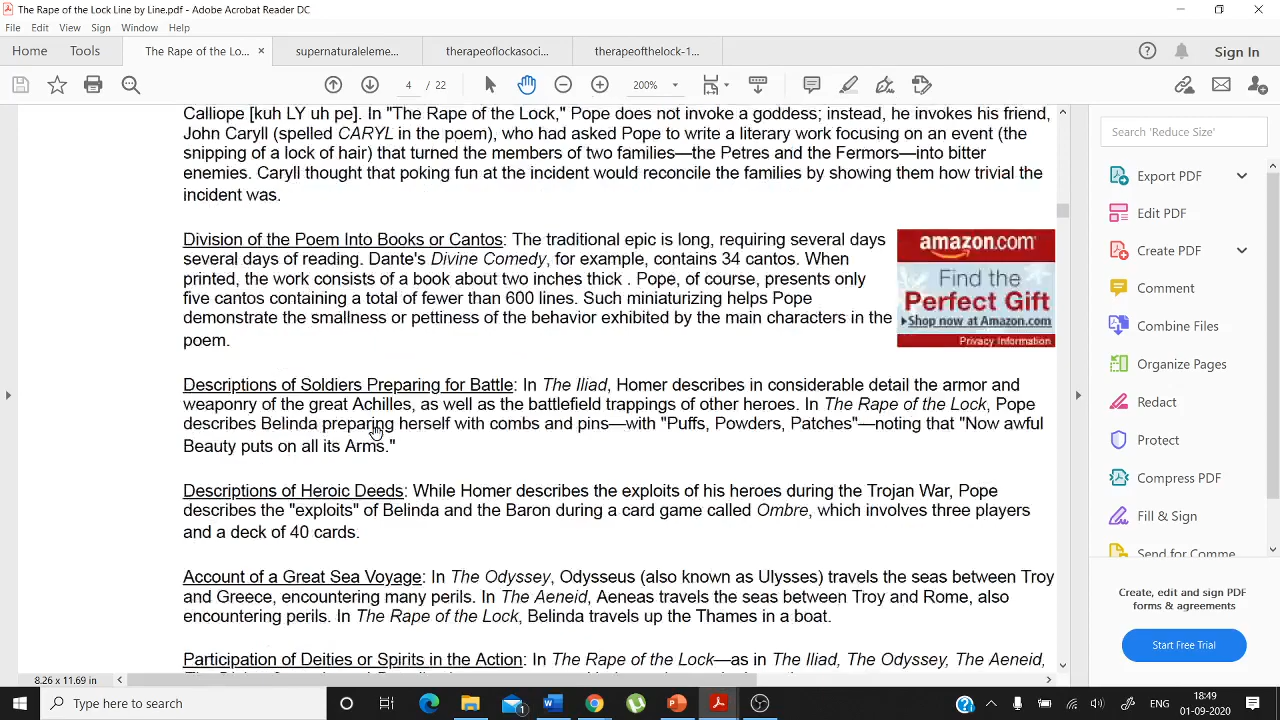 The Rape of the Lock Line by Line.pdf - Adobe Acrobat Reader DC
File Edit View Sign Window Help
Home Tools The Rape of the Lo... × supernaturaleleme... therapeoflockasoci... therapeofthelock-1... Sign In
4 / 22 200%
Calliope [kuh LY uh pe]. In "The Rape of the Lock," Pope does not invoke a goddess; instead, he invokes his friend,
John Caryll (spelled CARYL in the poem), who had asked Pope to write a literary work focusing on an event (the
snipping of a lock of hair) that turned the members of two families—the Petres and the Fermors—into bitter
enemies. Caryll thought that poking fun at the incident would reconcile the families by showing them how trivial the
incident was.
Division of the Poem Into Books or Cantos: The traditional epic is long, requiring several days
several days of reading. Dante's Divine Comedy, for example, contains 34 cantos. When
printed, the work consists of a book about two inches thick . Pope, of course, presents only
five cantos containing a total of fewer than 600 lines. Such miniaturizing helps Pope
demonstrate the smallness or pettiness of the behavior exhibited by the main characters in the
poem.
amazon.com
Find the
Perfect Gift
Shop now at Amazon.com
Privacy Information
Descriptions of Soldiers Preparing for Battle: In The Iliad, Homer describes in considerable detail the armor and
weaponry of the great Achilles, as well as the battlefield trappings of other heroes. In The Rape of the Lock, Pope
describes Belinda preparing herself with combs and pins—with "Puffs, Powders, Patches"—noting that "Now awful
Beauty puts on all its Arms."
Descriptions of Heroic Deeds: While Homer describes the exploits of his heroes during the Trojan War, Pope
describes the "exploits" of Belinda and the Baron during a card game called Ombre, which involves three players
and a deck of 40 cards.
Account of a Great Sea Voyage: In The Odyssey, Odysseus (also known as Ulysses) travels the seas between Troy
and Greece, encountering many perils. In The Aeneid, Aeneas travels the seas between Troy and Rome, also
encountering perils. In The Rape of the Lock, Belinda travels up the Thames in a boat.
Participation of Deities or Spirits in the Action: In The Rape of the Lock—as in The Iliad, The Odyssey, The Aeneid,
Search 'Reduce Size'
Export PDF
Edit PDF
Create PDF
Comment
Combine Files
Organize Pages
Redact
Protect
Compress PDF
Fill & Sign
Send for Comme
Create, edit and sign PDF
forms & agreements
Start Free Trial
8.26 x 11.69 in
Type here to search
1
18:49
01-09-2020